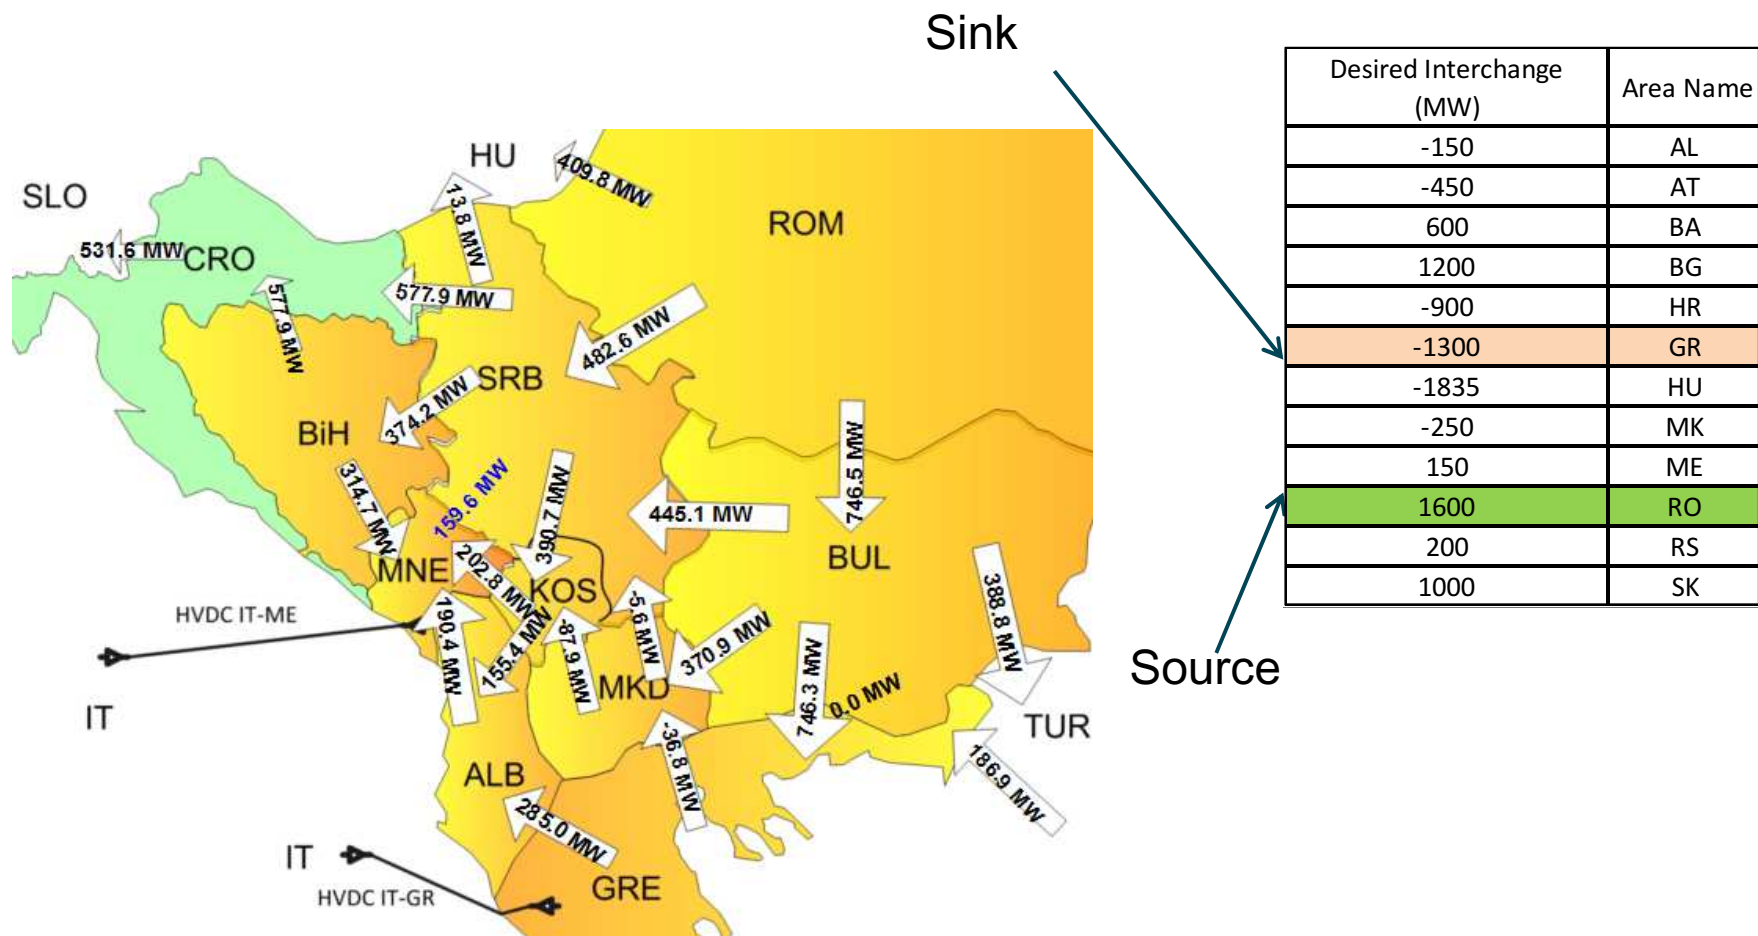 Sink
Desired Interchange
(MW)
Area Name
-150 AL
-450 AT
600 BA
1200 BG
-900 HR
-1300 GR
-1835 HU
-250 MK
150 ME
1600 RO
200 RS
1000 SK
Source
HU
409.8 MW
SLO
13.8 MW
ROM
531.6 MW
CRO
577.9 MW
577.9 MW
482.6 MW
SRB
374.2 MW
BiH
314.7 MW
159.6 MW
390.7 MW
445.1 MW
746.5 MW
BUL
MNE
202.8 MW
KOS
388.8 MW
HVDC IT-ME
190.4 MW
155.4 MW
-87.9 MW
-5.6 MW
370.9 MW
MKD
746.3 MW
0.0 MW
IT
TUR
-36.8 MW
186.9 MW
ALB
285.0 MW
IT
HVDC IT-GR
GRE